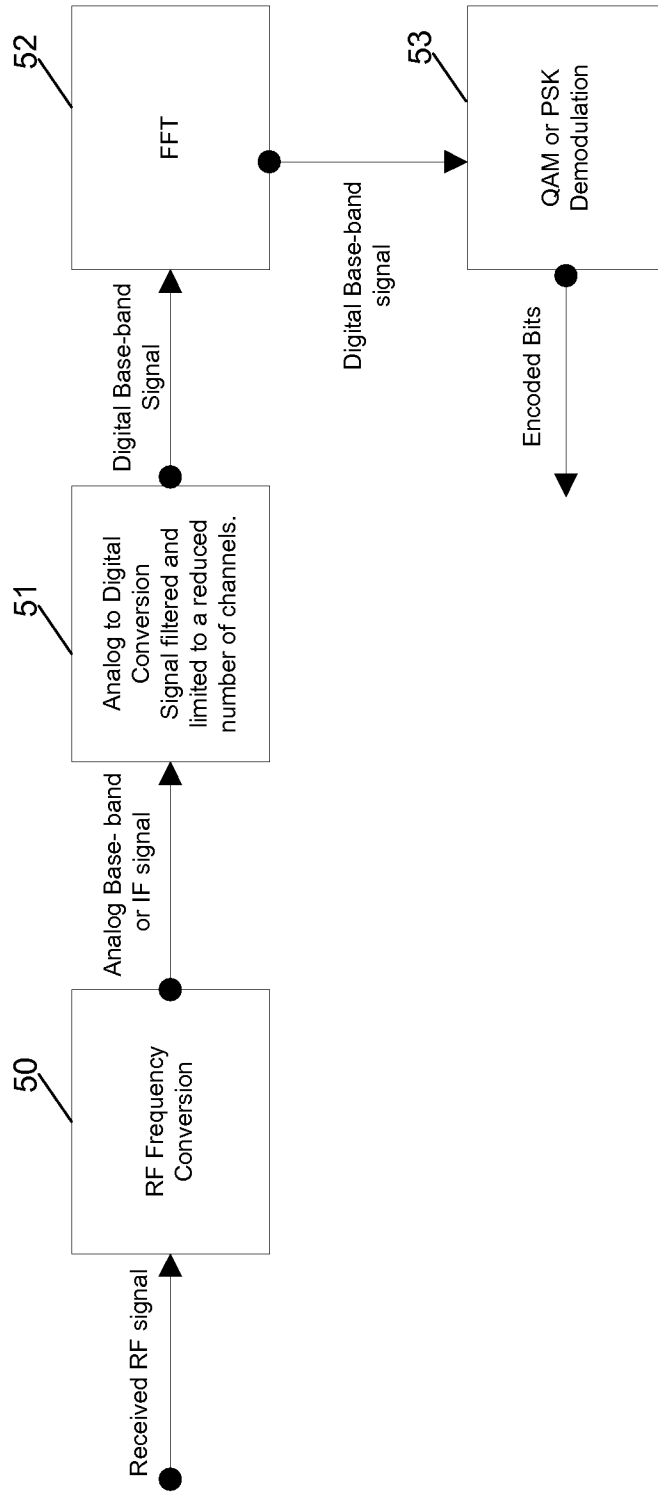 50
51
52
Received RF signal
RF Frequency
Conversion
Analog Base- band
or IF signal
Analog to Digital
Conversion
Signal filtered and
limited to a reduced
number of channels.
Digital Base-band
Signal
FFT
Digital Base-band
signal
53
QAM or PSK
Demodulation
Encoded Bits